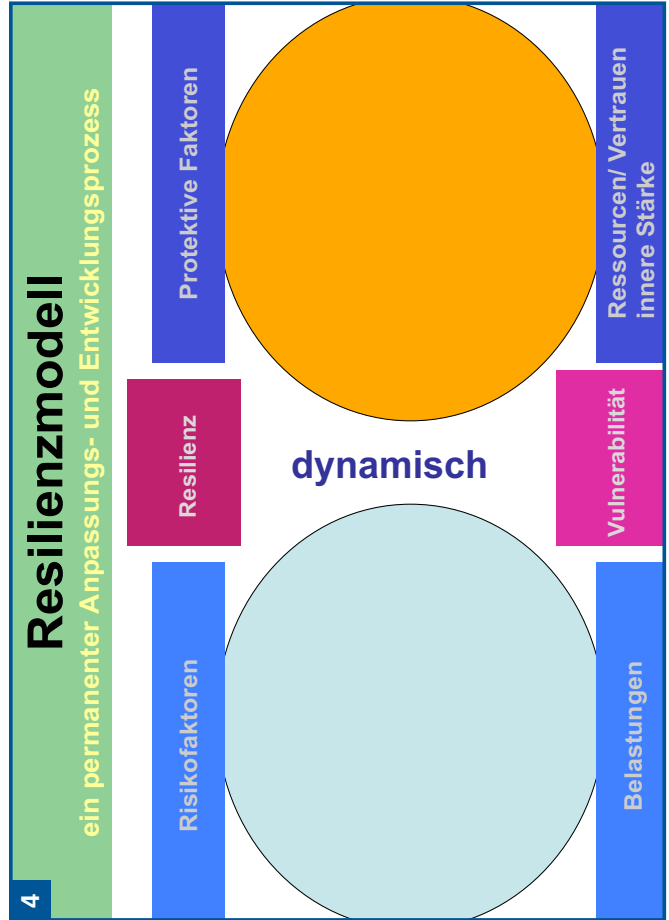 4
Resilienzmodell
ein permanenter Anpassungs- und Entwicklungsprozess
Risikofaktoren
Resilienz
Protektive Faktoren
dynamisch
Belastungen
Vulnerabilität
Ressourcen/ Vertrauen
innere Stärke